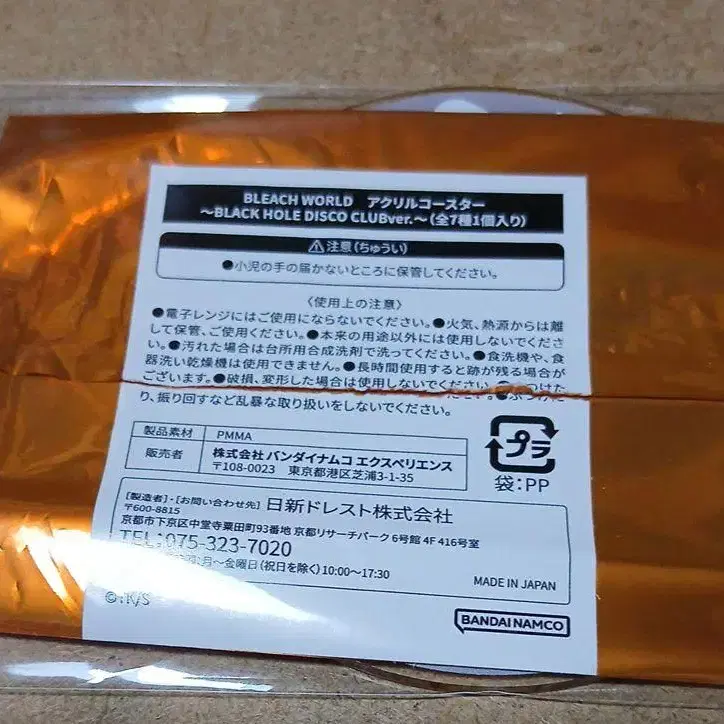 BLEACH WORLD アクリルコースター
～BLACK HOLE DISCO CLUBver.～(全7種1個入り)
⚠注意(ちゅうい)
●小児の手の届かないところに保管してください。
〈使用上の注意〉
●電子レンジにはご使用にならないでください。●火気、熱源からは離
して保管、ご使用ください。●本来の用途以外には使用しないでくださ
い。●汚れた場合は台所用合成洗剤で洗ってください。●食洗機や、食
器洗い乾燥機は使用できません。●長時間使用すると跡が残る場合が
ございます。●破損、変形した場合は使用しないでください。
り、振り回すなど乱暴な取り扱いをしないでください。
製品素材 PMMA
販売者 株式会社 バンダイナムコ エクスペリエンス
〒108-0023 東京都港区芝浦3-1-35
プラ
袋:PP
[製造者]・[お問い合わせ先] 日新ドレスト株式会社
〒600-8815
京都市下京区中堂寺粟田町93番地 京都リサーチパーク 6号館 4F 416号室
TEL:075-323-7020
月～金曜日(祝日を除く)10:00～17:30
MADE IN JAPAN
BANDAI NAMCO